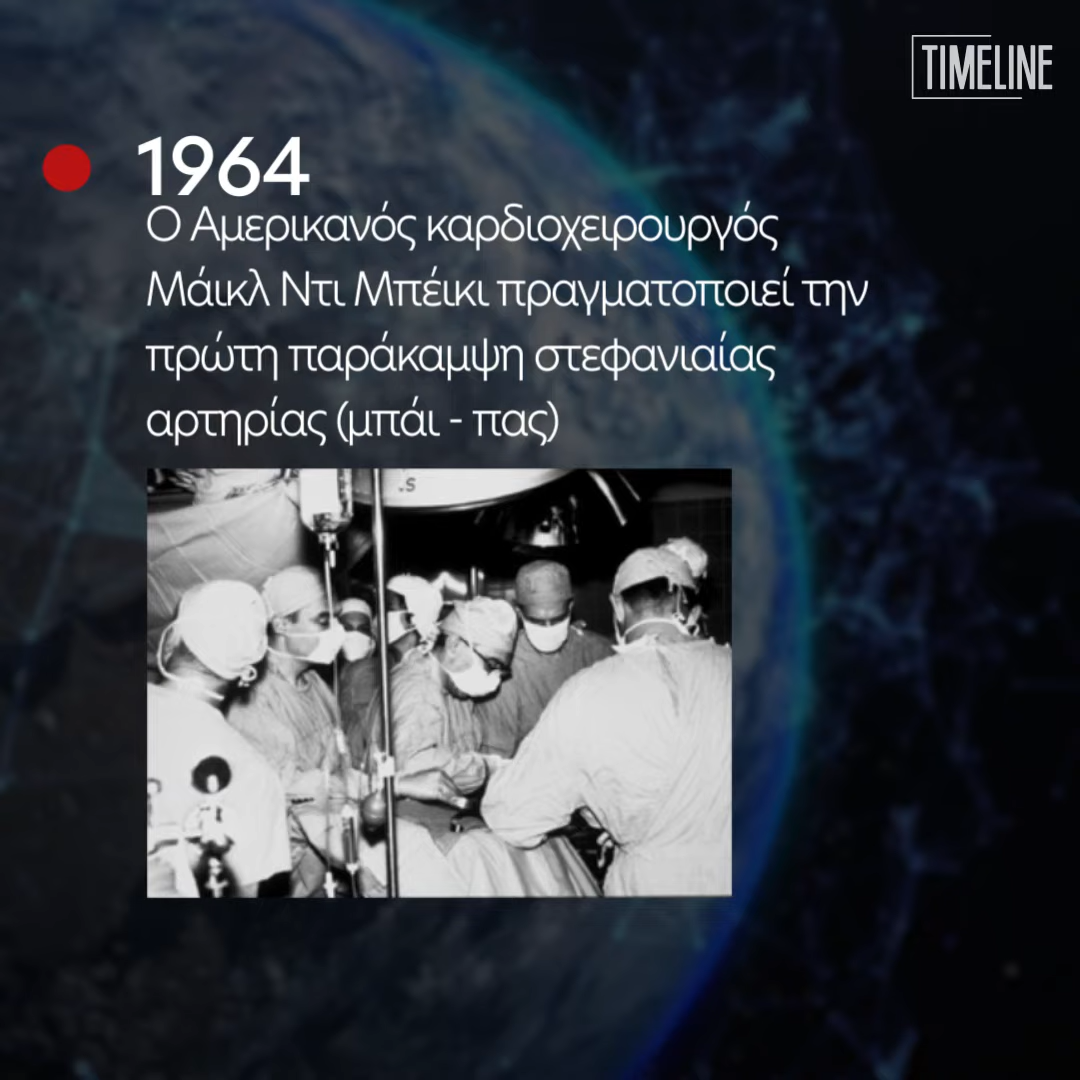 TIMELINE
1964
Ο Αμερικανός καρδιοχειρουργός
Μάικλ Ντι Μπέικι πραγματοποιεί την
πρώτη παράκαμψη στεφανιαίας
αρτηρίας (μπάι - πας)
.S